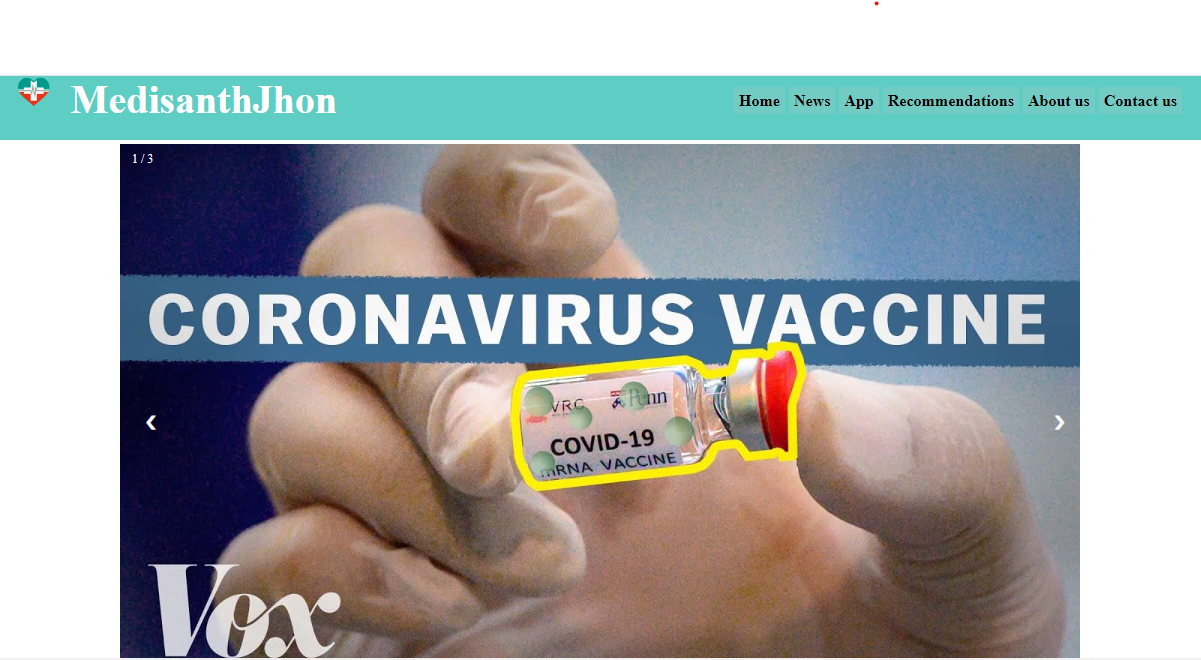 MedisanthJhon
Home News App Recommendations About us Contact us
1 / 3
CORONAVIRUS VACCINE
❮ ❯
VRC Penn
COVID-19
mRNA VACCINE
Vox